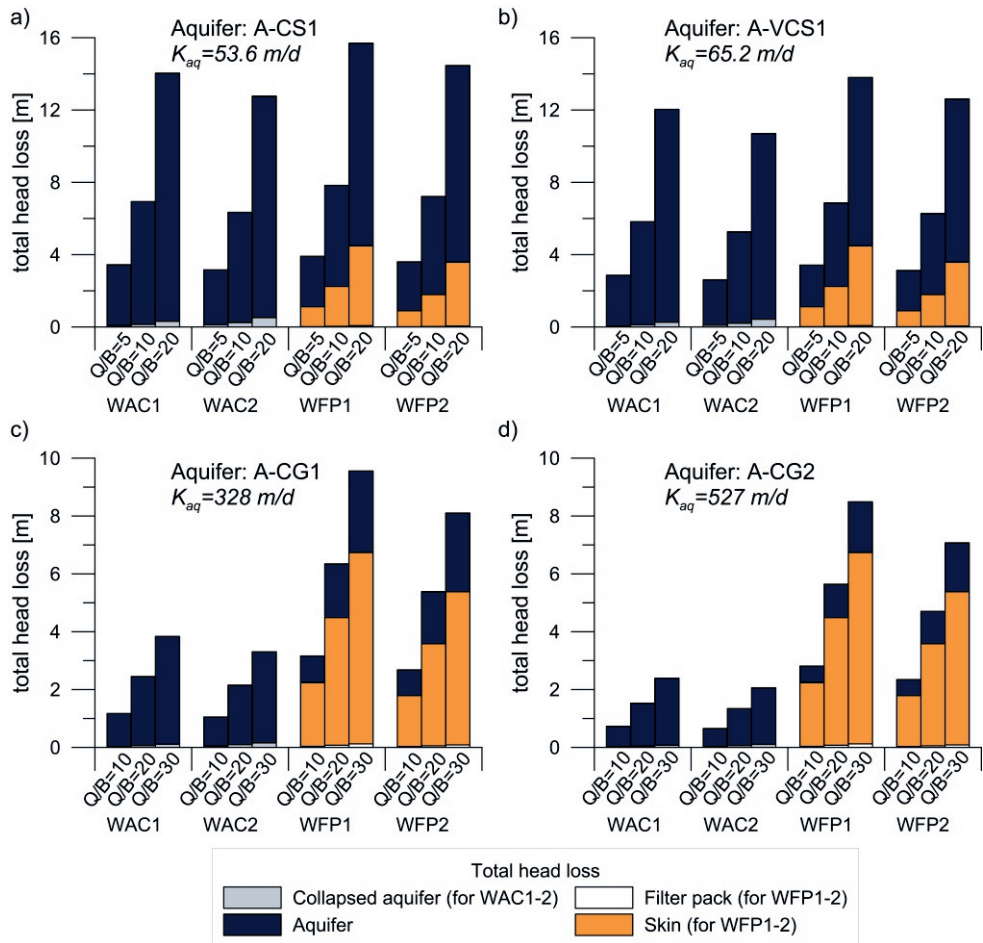 a)
Aquifer: A-CS1
Kaq=53.6 m/d
total head loss [m]
16
12
8
4
0
Q/B=5
Q/B=10
Q/B=20
Q/B=5
Q/B=10
Q/B=20
Q/B=5
Q/B=10
Q/B=20
Q/B=5
Q/B=10
Q/B=20
WAC1
WAC2
WFP1
WFP2
b)
Aquifer: A-VCS1
Kaq=65.2 m/d
total head loss [m]
16
12
8
4
0
Q/B=5
Q/B=10
Q/B=20
Q/B=5
Q/B=10
Q/B=20
Q/B=5
Q/B=10
Q/B=20
Q/B=5
Q/B=10
Q/B=20
WAC1
WAC2
WFP1
WFP2
c)
Aquifer: A-CG1
Kaq=328 m/d
total head loss [m]
10
8
6
4
2
0
Q/B=10
Q/B=20
Q/B=30
Q/B=10
Q/B=20
Q/B=30
Q/B=10
Q/B=20
Q/B=30
Q/B=10
Q/B=20
Q/B=30
WAC1
WAC2
WFP1
WFP2
d)
Aquifer: A-CG2
Kaq=527 m/d
total head loss [m]
10
8
6
4
2
0
Q/B=10
Q/B=20
Q/B=30
Q/B=10
Q/B=20
Q/B=30
Q/B=10
Q/B=20
Q/B=30
Q/B=10
Q/B=20
Q/B=30
WAC1
WAC2
WFP1
WFP2
Total head loss
Collapsed aquifer (for WAC1-2)
Filter pack (for WFP1-2)
Aquifer
Skin (for WFP1-2)